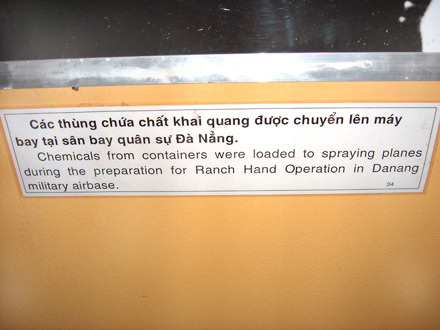 Các thùng chứa chất khai quang được chuyển lên máy
bay tại sân bay quân sự Đà Nẳng.
Chemicals from containers were loaded to spraying planes
during the preparation for Ranch Hand Operation in Danang
military airbase.
34